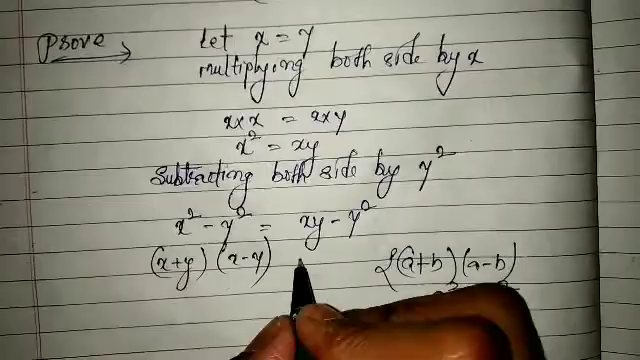 Prove
Let x = y
multiplying both side by x
x×x = x×y
x² = xy
Subtracting both side by y²
x² - y² = xy - y²
(x+y) (x-y)
{(a+b) (a-b)